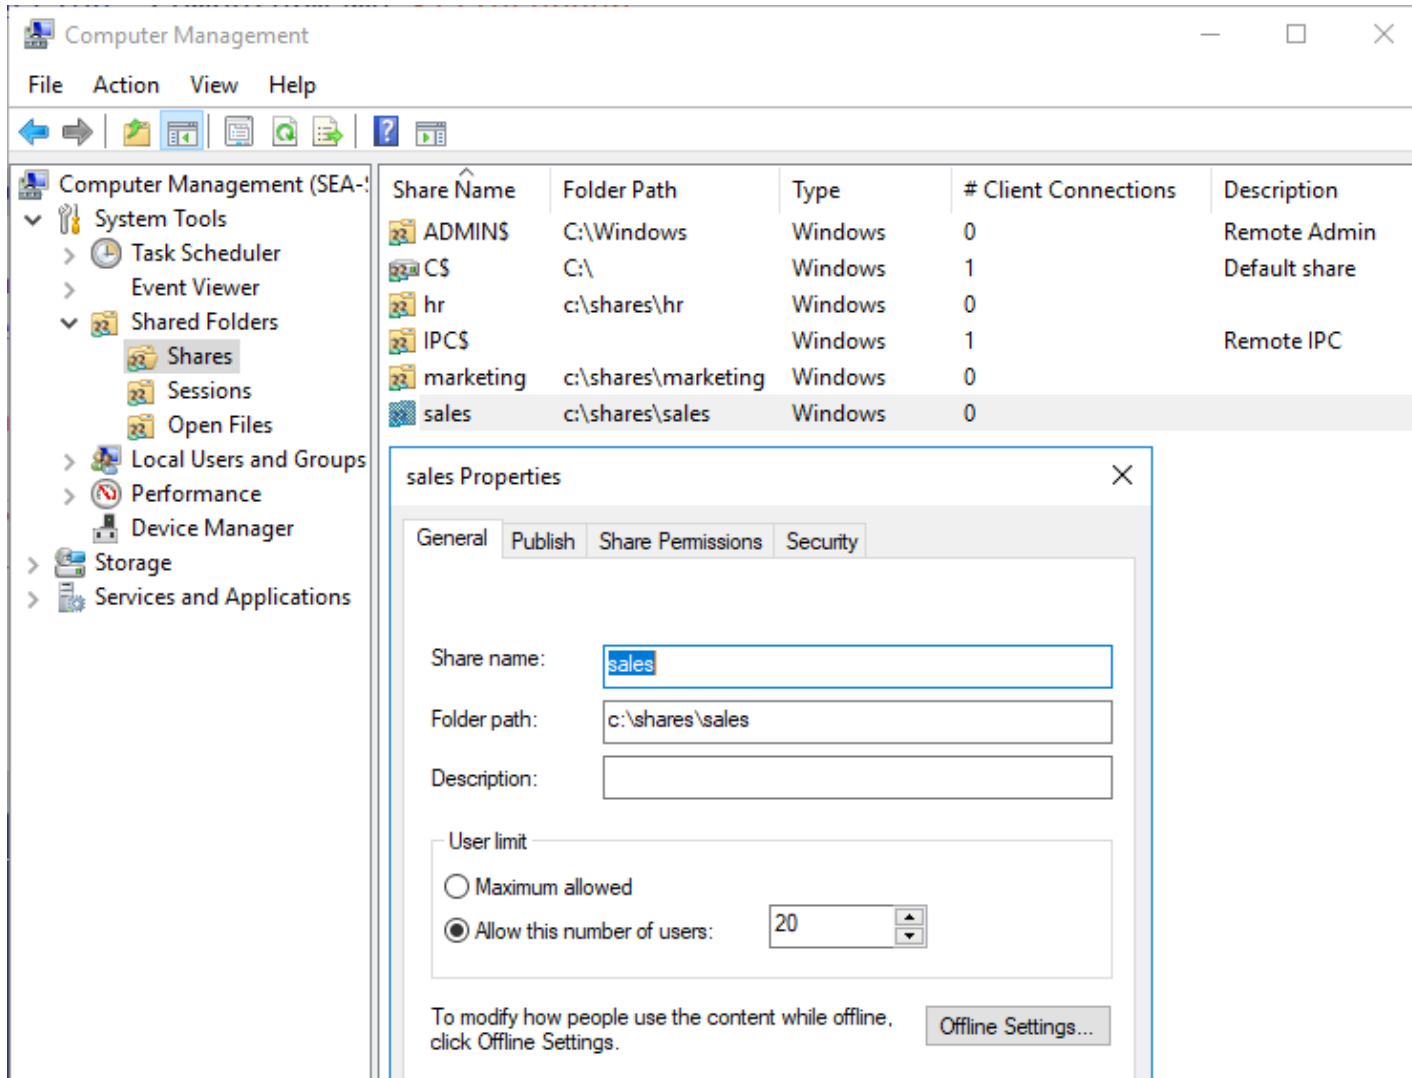 Computer Management
File Action View Help
Computer Management (SEA-S
System Tools
Task Scheduler
Event Viewer
Shared Folders
Shares
Sessions
Open Files
Local Users and Groups
Performance
Device Manager
Storage
Services and Applications
Share Name Folder Path Type # Client Connections Description
ADMIN$ C:\Windows Windows 0 Remote Admin
C$ C:\ Windows 1 Default share
hr c:\shares\hr Windows 0
IPC$ Windows 1 Remote IPC
marketing c:\shares\marketing Windows 0
sales c:\shares\sales Windows 0
sales Properties
General Publish Share Permissions Security
Share name: sales
Folder path: c:\shares\sales
Description:
User limit
Maximum allowed
Allow this number of users: 20
To modify how people use the content while offline,
click Offline Settings.
Offline Settings...